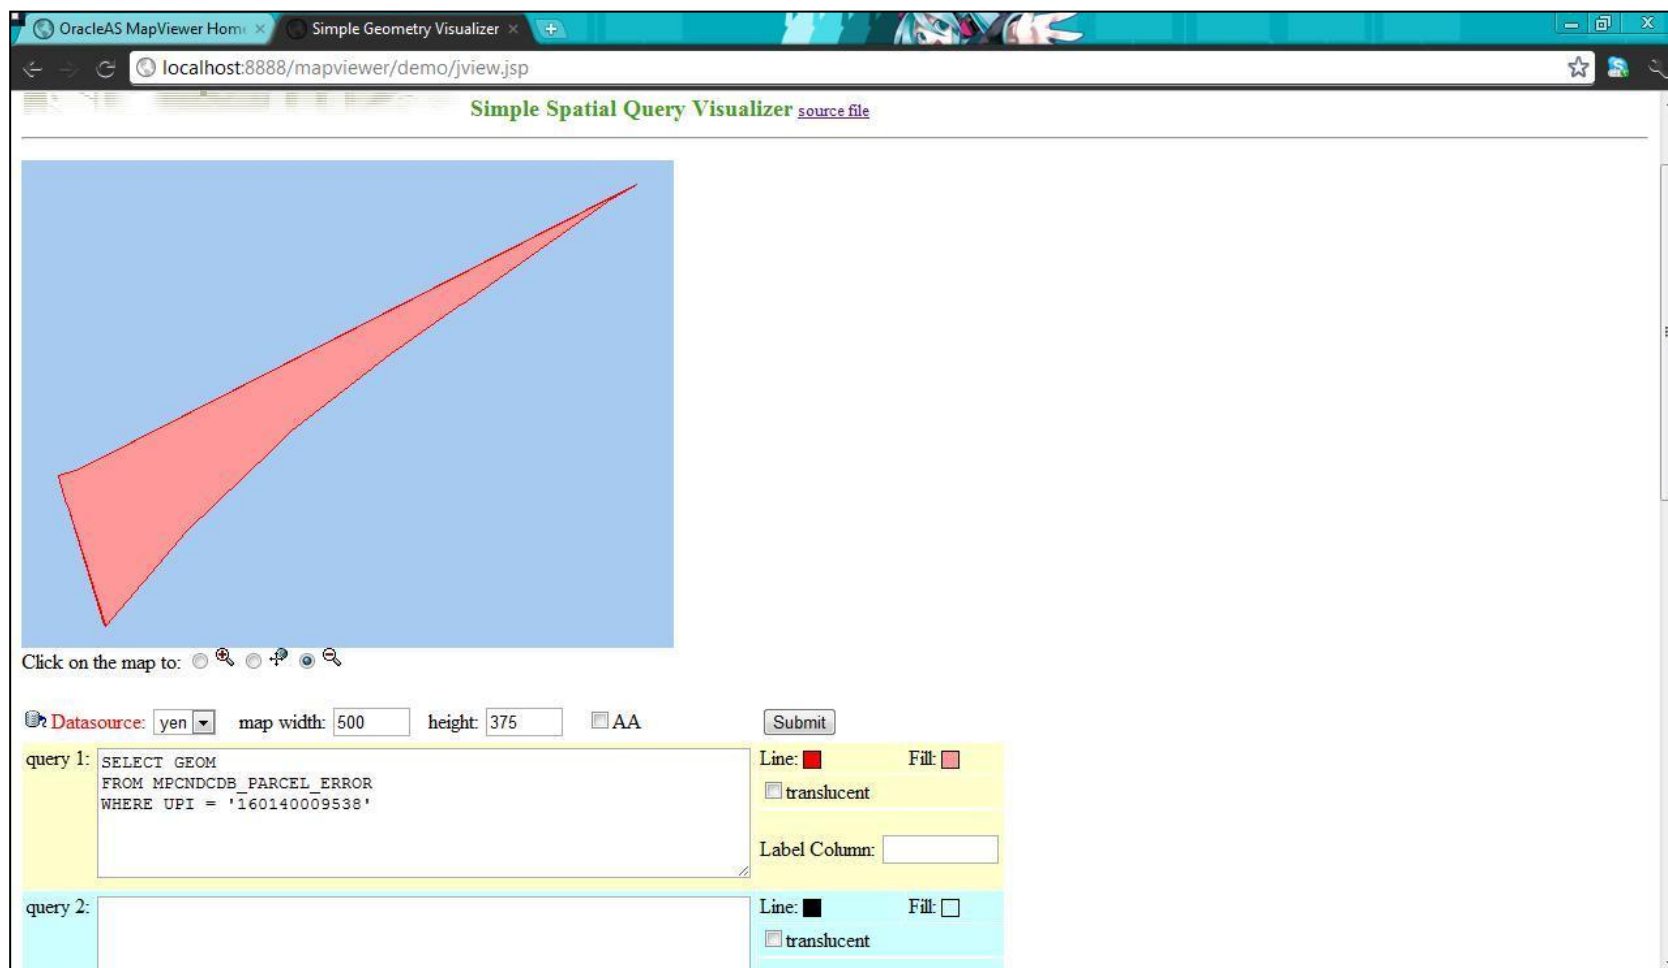 OracleAS MapViewer Hom
Simple Geometry Visualizer
localhost:8888/mapviewer/demo/jview.jsp
Simple Spatial Query Visualizer source file
Click on the map to:
Datasource: yen map width: 500 height: 375 AA Submit
query 1: SELECT GEOM
FROM MPCNDCDB_PARCEL_ERROR
WHERE UPI = '160140009538'
Line: Fill:
translucent
Label Column:
query 2:
Line: Fill:
translucent